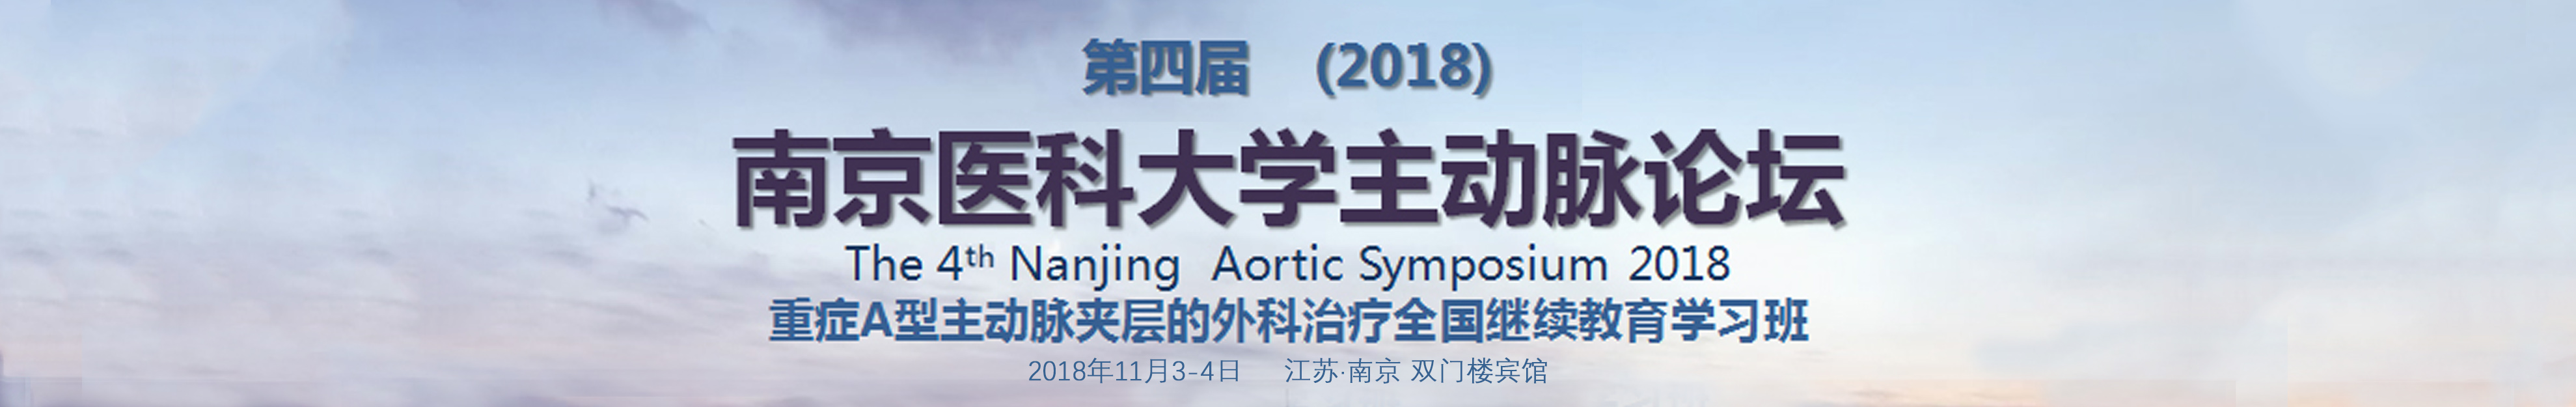 第四届 (2018)
南京医科大学主动脉论坛
The 4th Nanjing Aortic Symposium 2018
重症A型主动脉夹层的外科治疗全国继续教育学习班
2018年11月3-4日 江苏·南京 双门楼宾馆